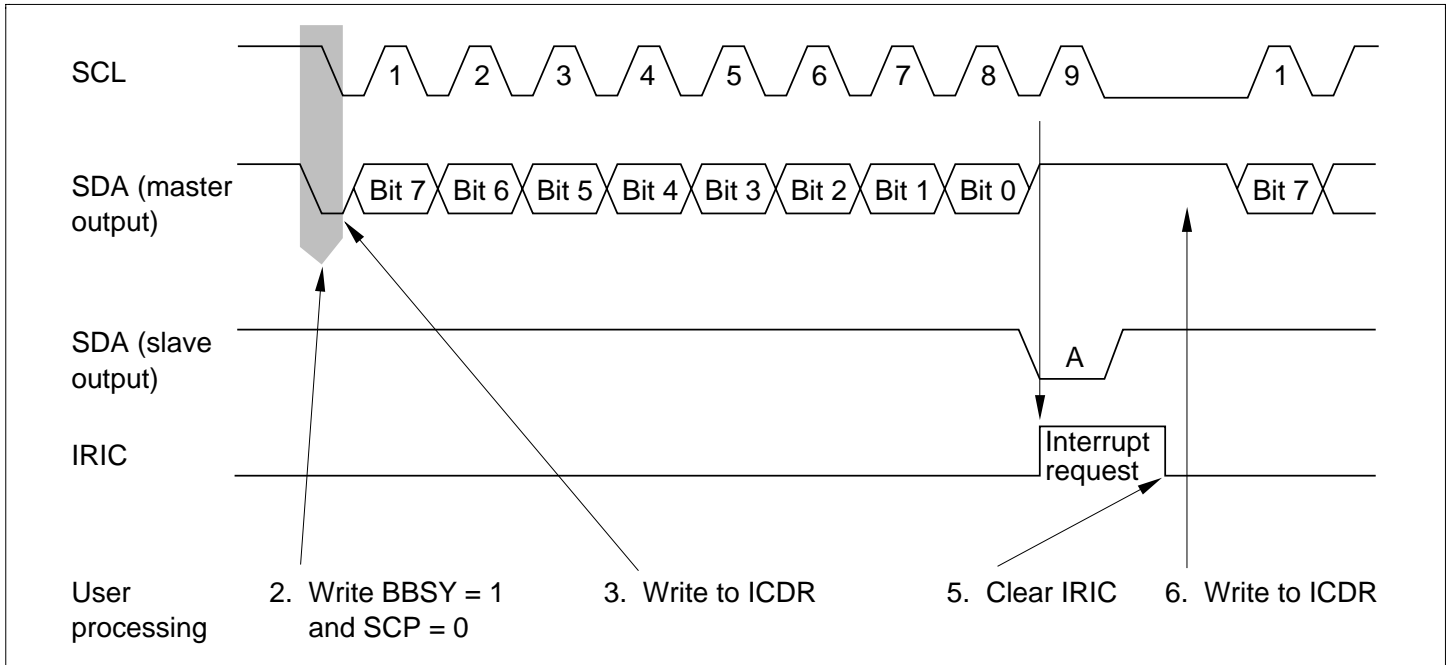 SCL
1 2 3 4 5 6 7 8 9 1
SDA (master
output)
Bit 7 Bit 6 Bit 5 Bit 4 Bit 3 Bit 2 Bit 1 Bit 0 Bit 7
SDA (slave
output)
A
IRIC
Interrupt
request
User
processing
2. Write BBSY = 1
and SCP = 0
3. Write to ICDR
5. Clear IRIC
6. Write to ICDR